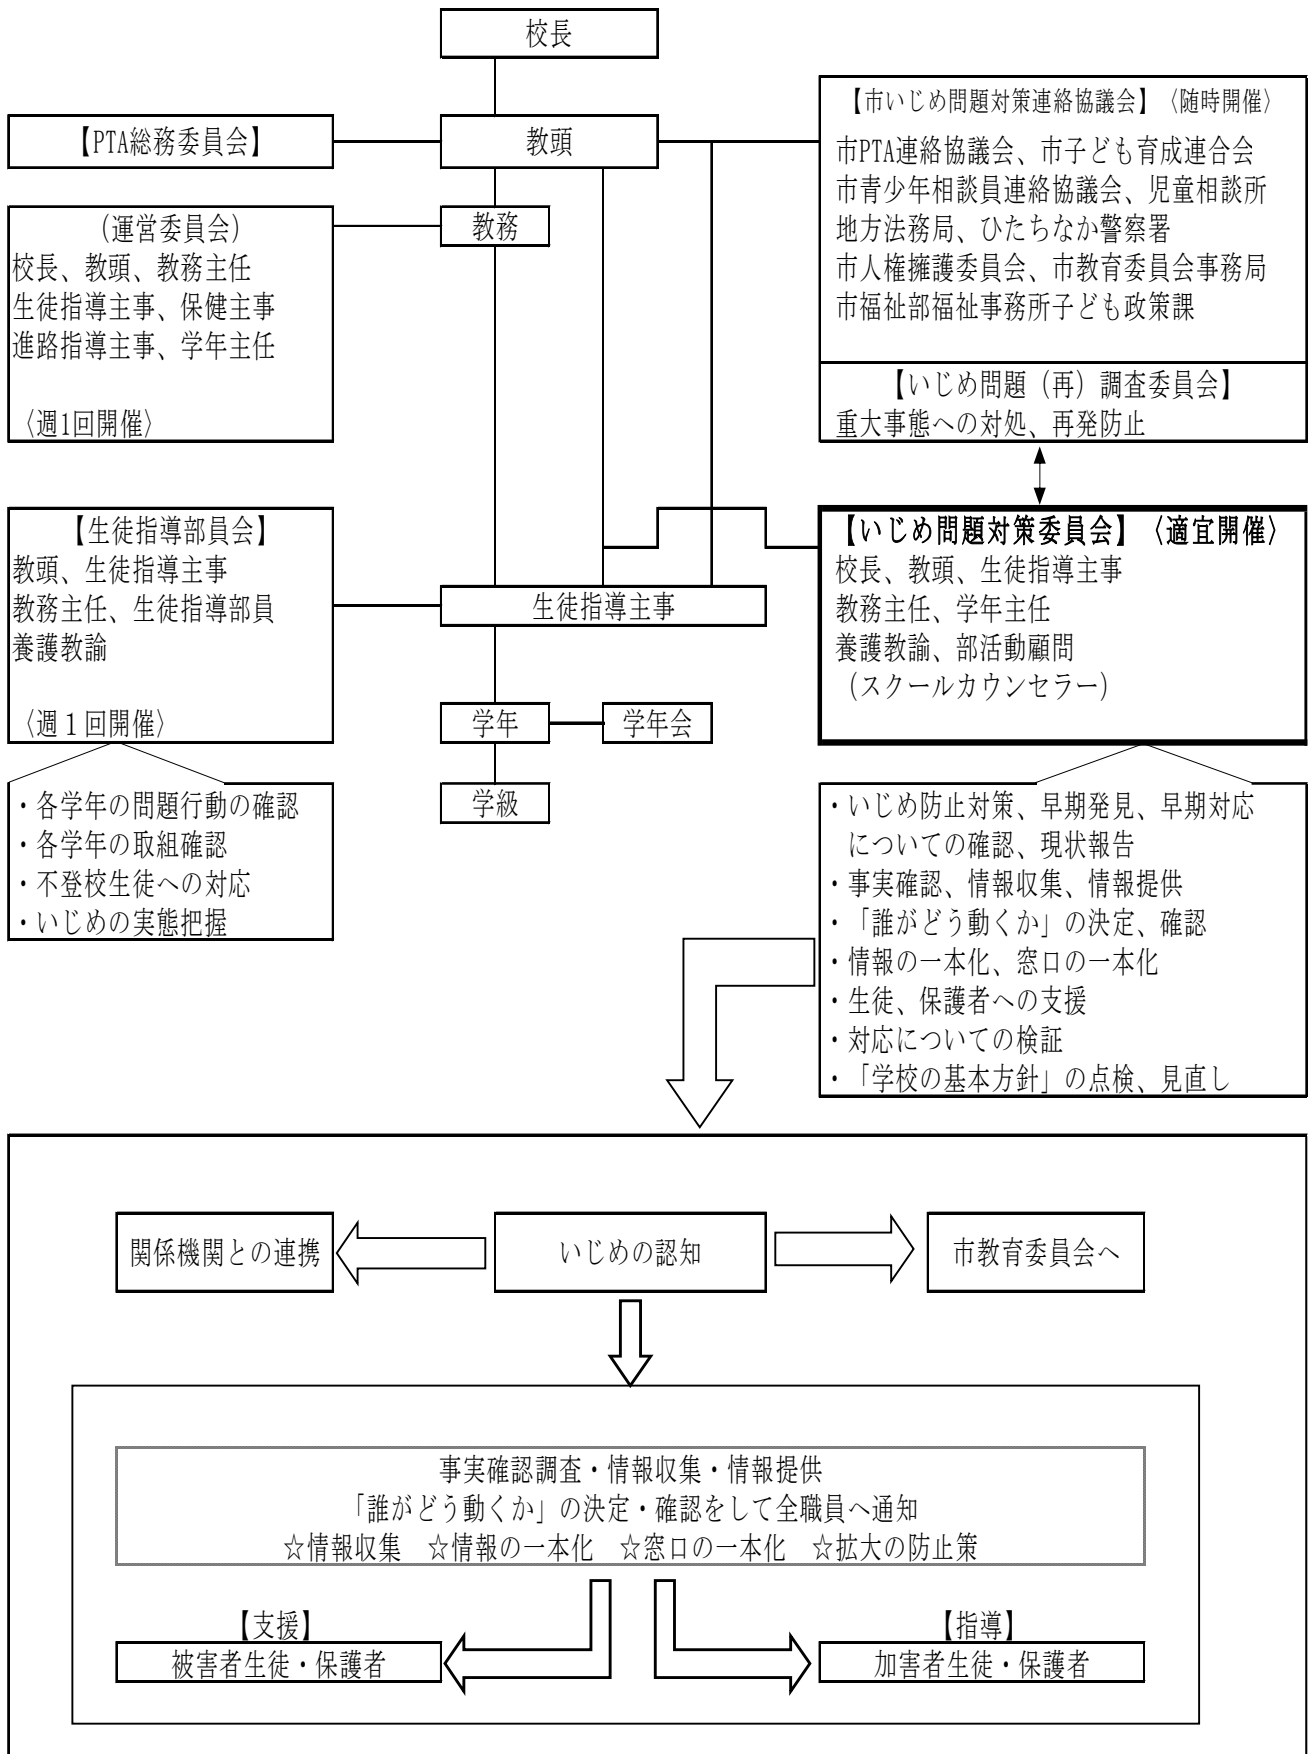 校長
【PTA総務委員会】
教頭
【市いじめ問題対策連絡協議会】〈随時開催〉
市PTA連絡協議会、市子ども育成連合会
市青少年相談員連絡協議会、児童相談所
地方法務局、ひたちなか警察署
市人権擁護委員会、市教育委員会事務局
市福祉部福祉事務所子ども政策課
(運営委員会)
校長、教頭、教務主任
生徒指導主事、保健主事
進路指導主事、学年主任
〈週1回開催〉
教務
【いじめ問題（再）調査委員会】
重大事態への対処、再発防止
【生徒指導部員会】
教頭、生徒指導主事
教務主任、生徒指導部員
養護教諭
〈週１回開催〉
生徒指導主事
【いじめ問題対策委員会】〈適宜開催〉
校長、教頭、生徒指導主事
教務主任、学年主任
養護教諭、部活動顧問
(スクールカウンセラー)
学年
学年会
学級
・各学年の問題行動の確認
・各学年の取組確認
・不登校生徒への対応
・いじめの実態把握
・いじめ防止対策、早期発見、早期対応
についての確認、現状報告
・事実確認、情報収集、情報提供
・「誰がどう動くか」の決定、確認
・情報の一本化、窓口の一本化
・生徒、保護者への支援
・対応についての検証
・「学校の基本方針」の点検、見直し
関係機関との連携
いじめの認知
市教育委員会へ
事実確認調査・情報収集・情報提供
「誰がどう動くか」の決定・確認をして全職員へ通知
☆情報収集　☆情報の一本化　☆窓口の一本化　☆拡大の防止策
【支援】
被害者生徒・保護者
【指導】
加害者生徒・保護者